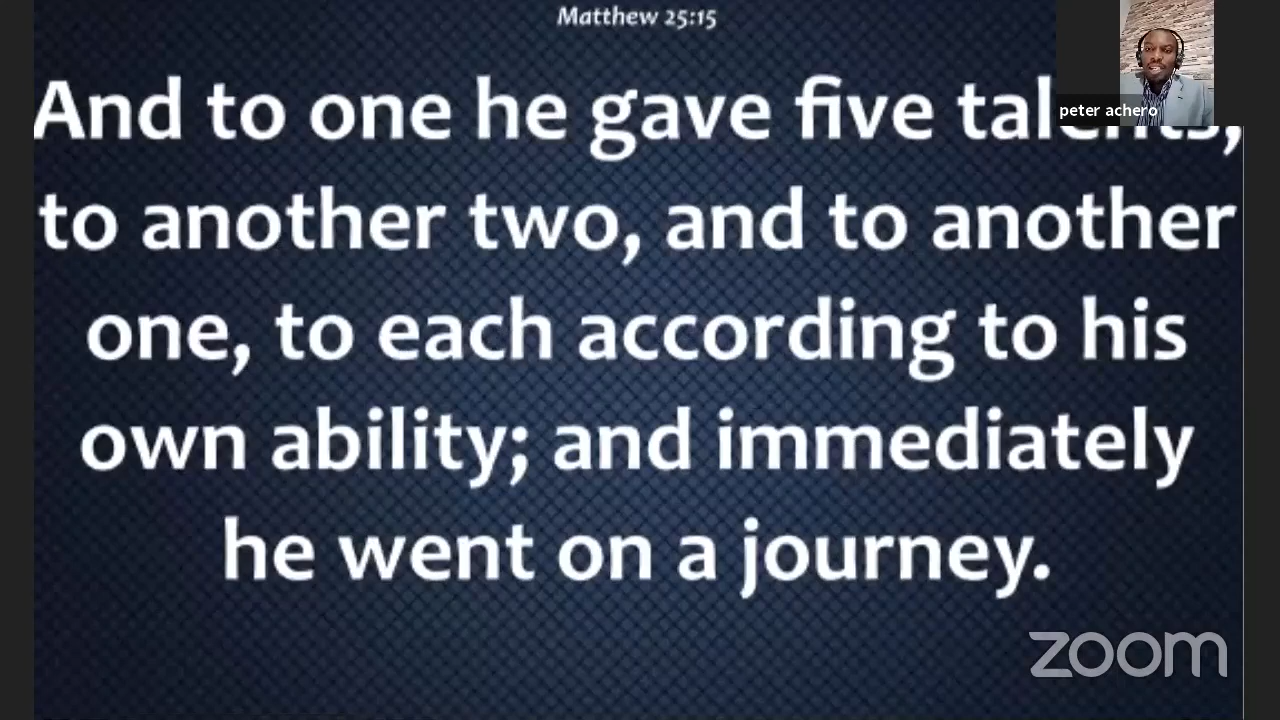 Matthew 25:15
And to one he gave five talents,
to another two, and to another
one, to each according to his
own ability; and immediately
he went on a journey.
peter achero
zoom